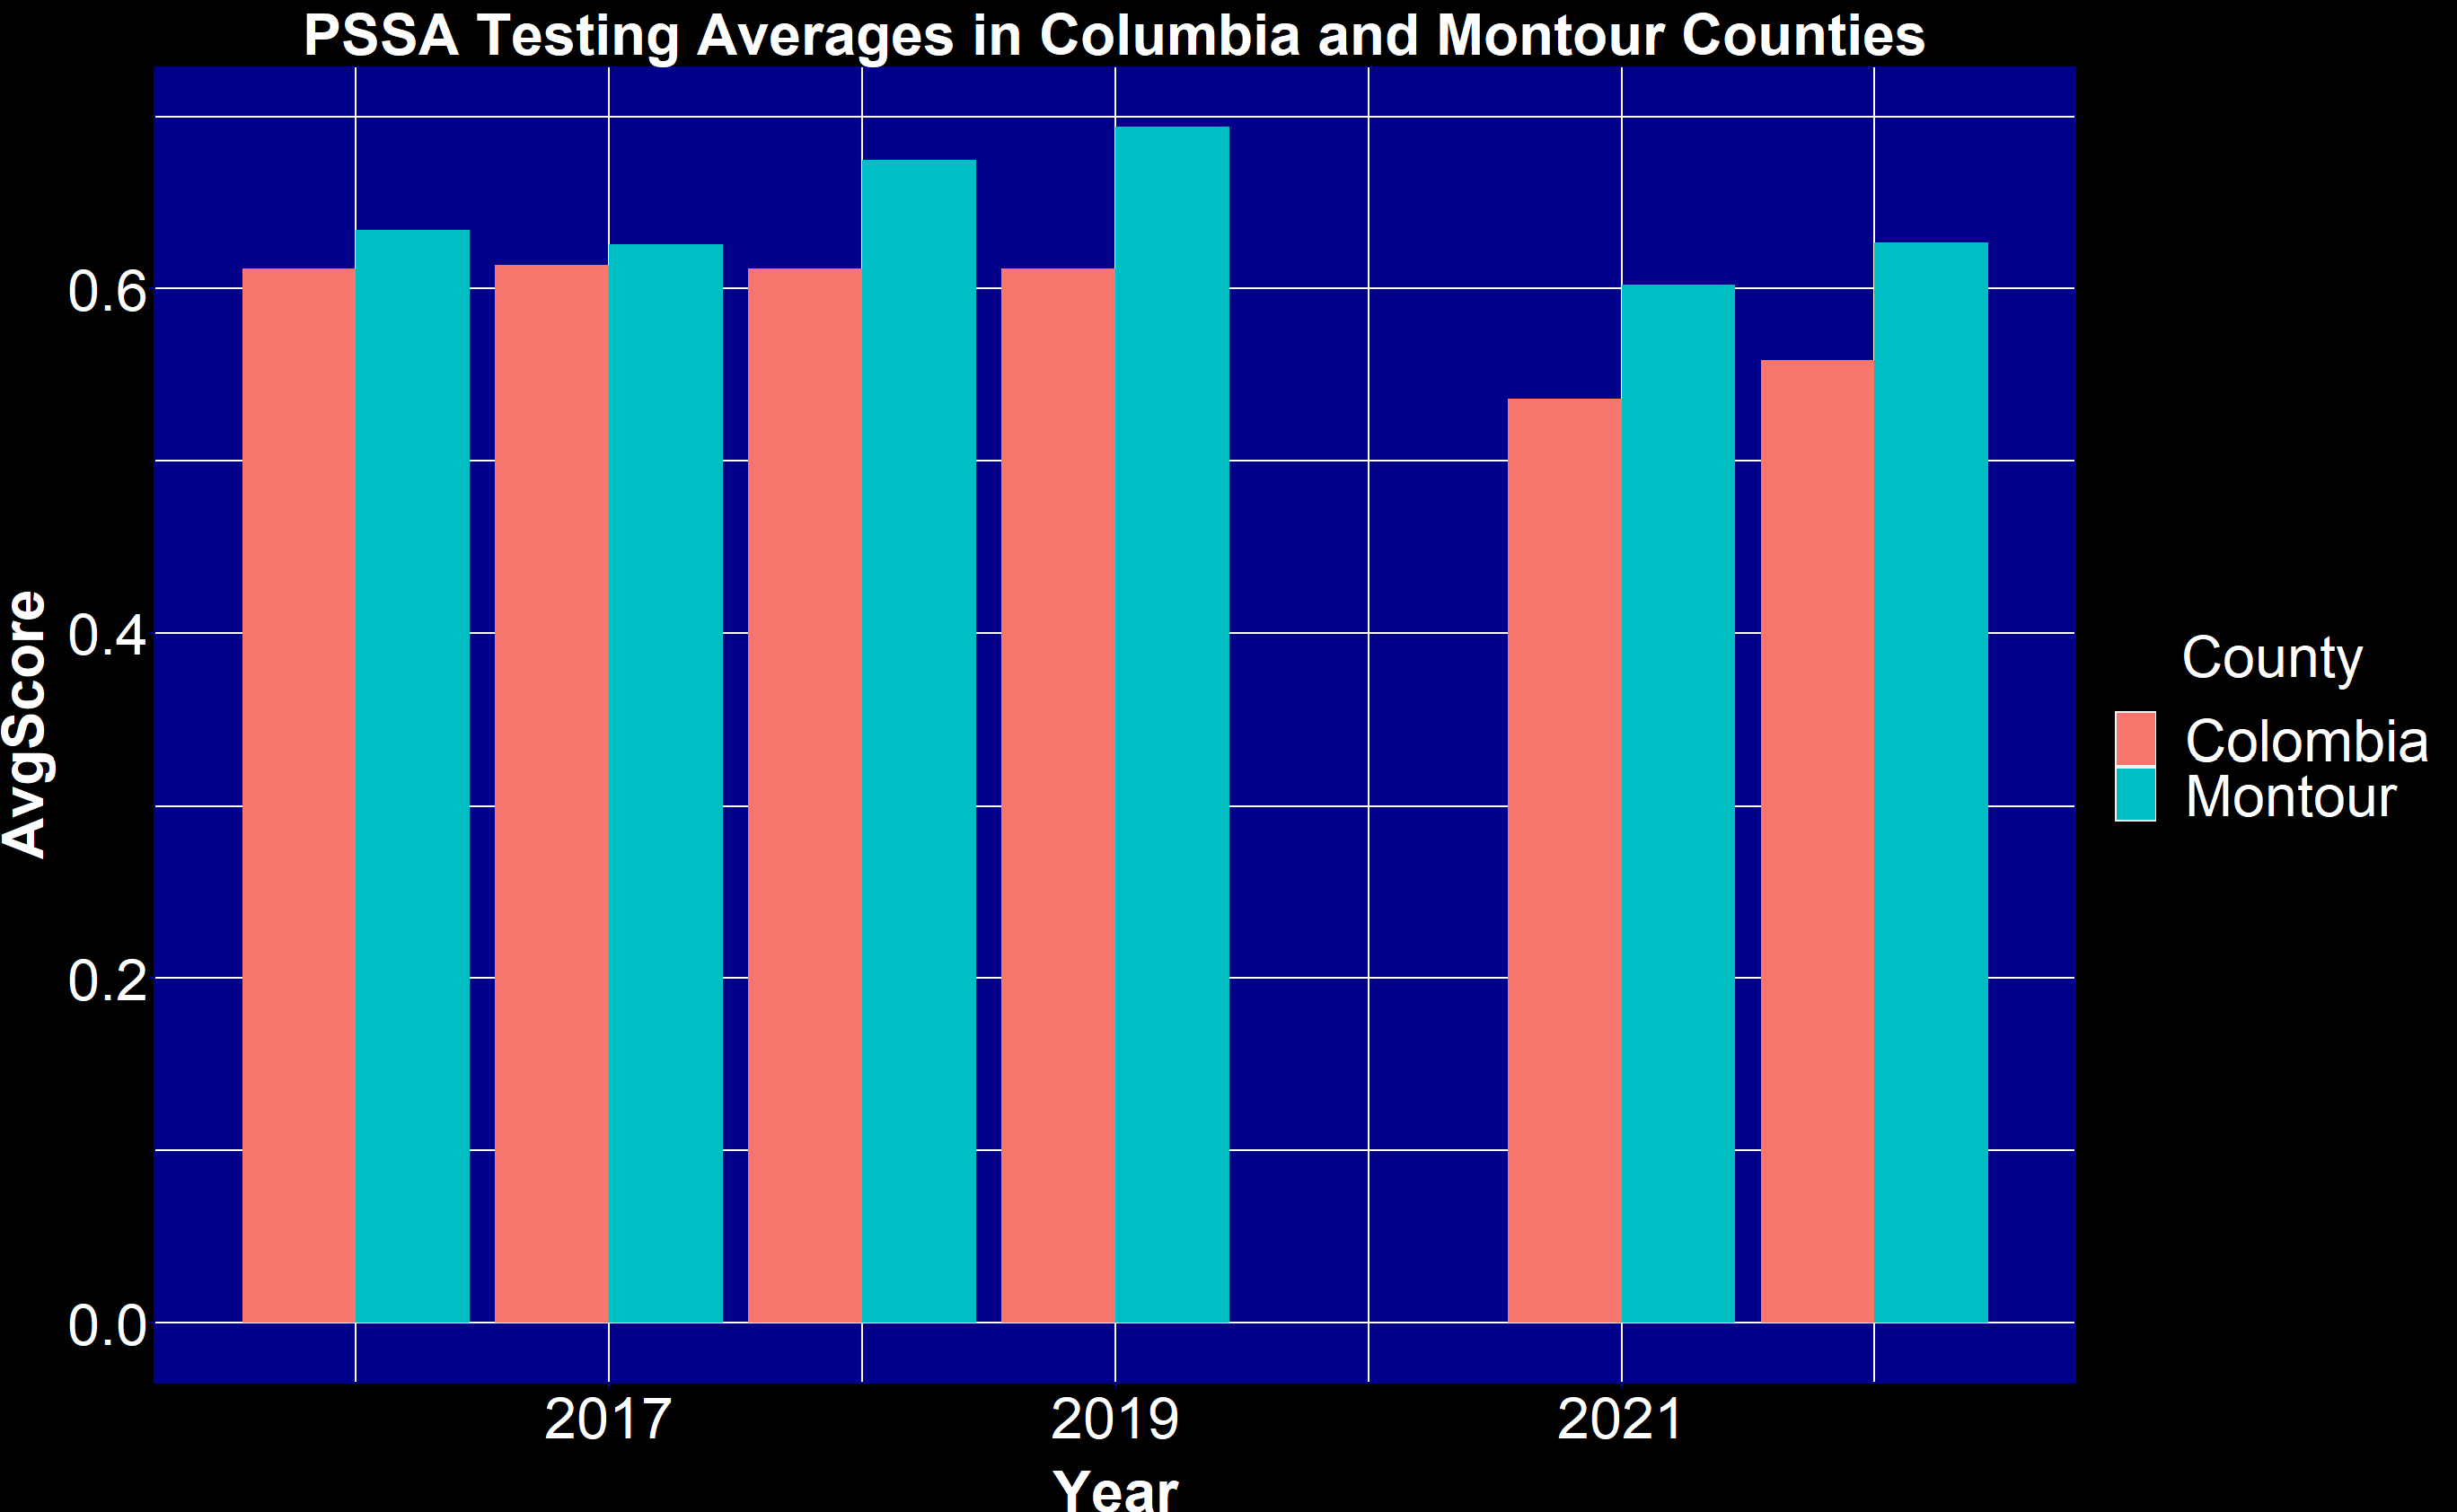 PSSA Testing Averages in Columbia and Montour Counties
AvgScore
0.6
0.4
0.2
0.0
2017
2019
2021
Year
County
Colombia
Montour